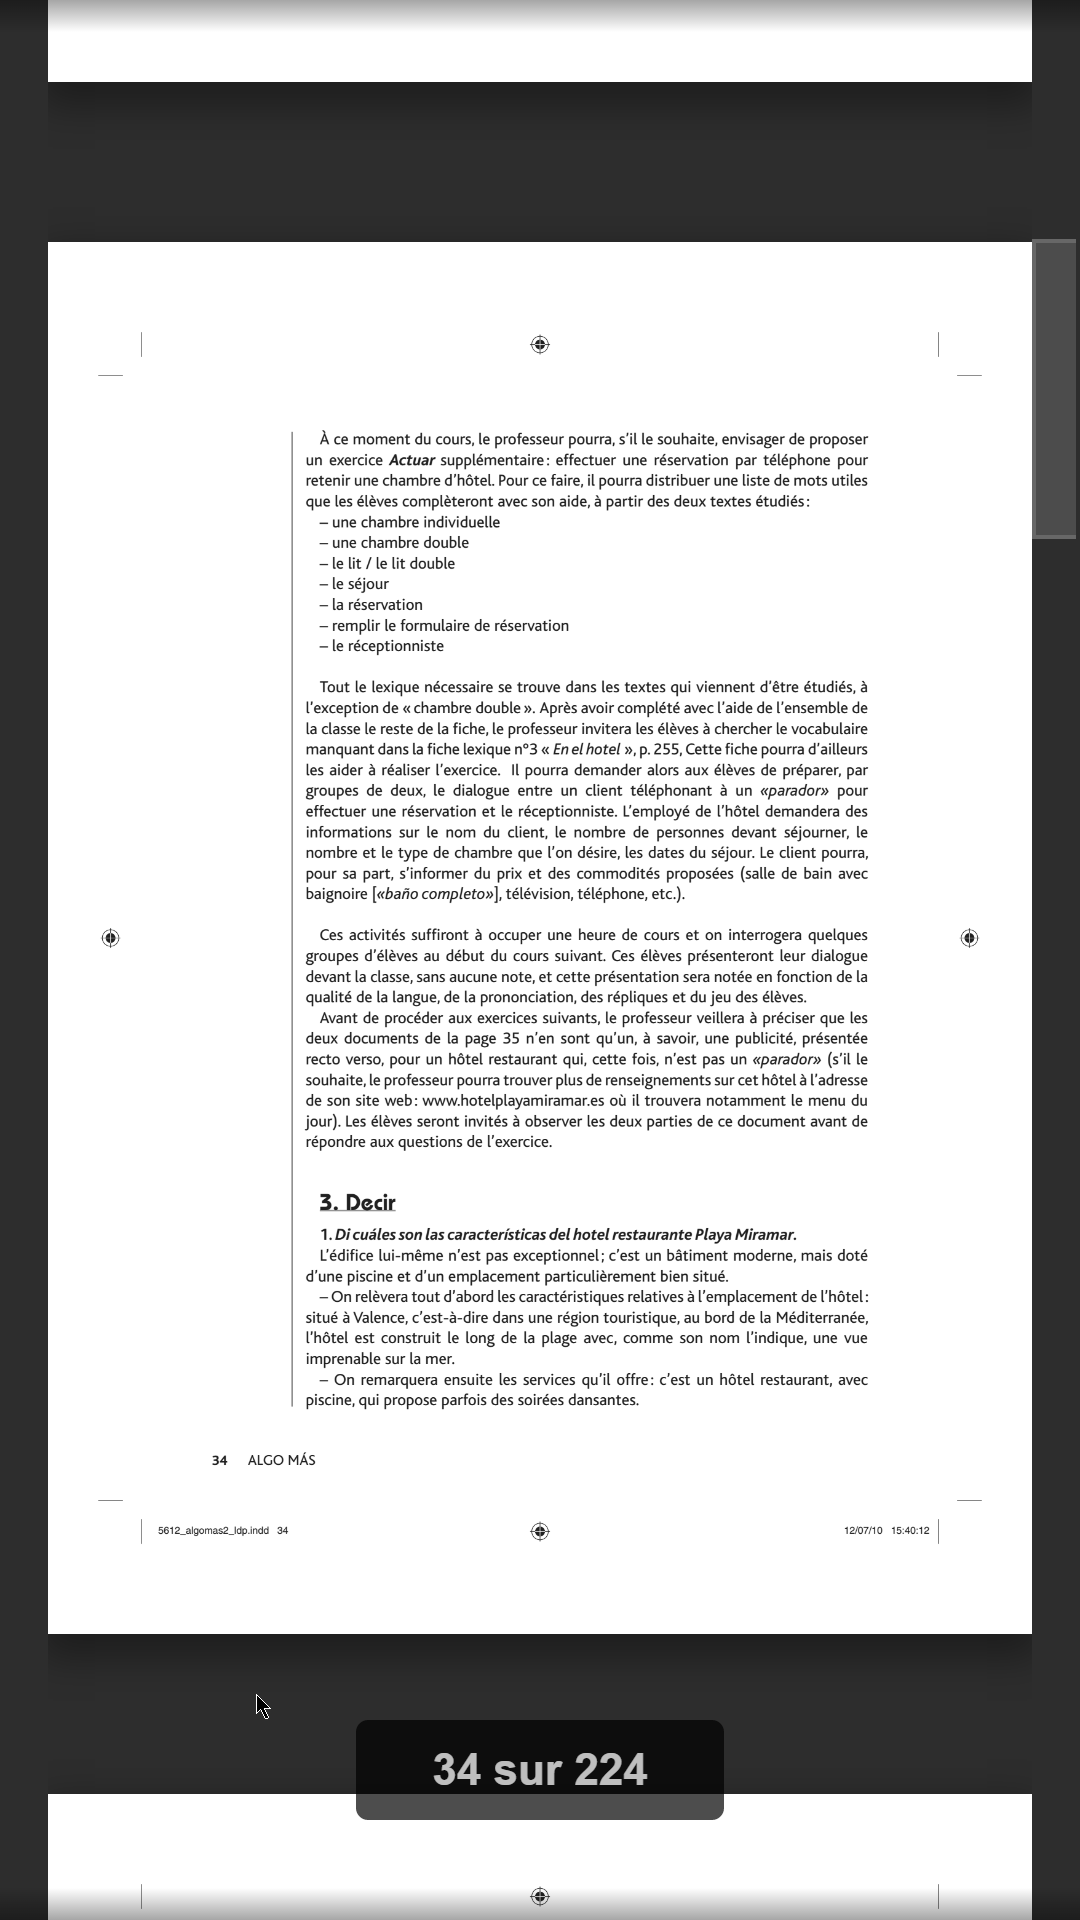 À ce moment du cours, le professeur pourra, s'il le souhaite, envisager de proposer
un exercice Actuar supplémentaire : effectuer une réservation par téléphone pour
retenir une chambre d'hôtel. Pour ce faire, il pourra distribuer une liste de mots utiles
que les élèves complèteront avec son aide, à partir des deux textes étudiés :
– une chambre individuelle
– une chambre double
– le lit / le lit double
– le séjour
– la réservation
– remplir le formulaire de réservation
– le réceptionniste
Tout le lexique nécessaire se trouve dans les textes qui viennent d'être étudiés, à
l'exception de « chambre double ». Après avoir complété avec l'aide de l'ensemble de
la classe le reste de la fiche, le professeur invitera les élèves à chercher le vocabulaire
manquant dans la fiche lexique n°3 « En el hotel », p. 255, Cette fiche pourra d'ailleurs
les aider à réaliser l'exercice. Il pourra demander alors aux élèves de préparer, par
groupes de deux, le dialogue entre un client téléphonant à un «parador» pour
effectuer une réservation et le réceptionniste. L'employé de l'hôtel demandera des
informations sur le nom du client, le nombre de personnes devant séjourner, le
nombre et le type de chambre que l'on désire, les dates du séjour. Le client pourra,
pour sa part, s'informer du prix et des commodités proposées (salle de bain avec
baignoire [«baño completo»], télévision, téléphone, etc.).
Ces activités suffiront à occuper une heure de cours et on interrogera quelques
groupes d'élèves au début du cours suivant. Ces élèves présenteront leur dialogue
devant la classe, sans aucune note, et cette présentation sera notée en fonction de la
qualité de la langue, de la prononciation, des répliques et du jeu des élèves.
Avant de procéder aux exercices suivants, le professeur veillera à préciser que les
deux documents de la page 35 n'en sont qu'un, à savoir, une publicité, présentée
recto verso, pour un hôtel restaurant qui, cette fois, n'est pas un «parador» (s'il le
souhaite, le professeur pourra trouver plus de renseignements sur cet hôtel à l'adresse
de son site web : www.hotelplayamiramar.es où il trouvera notamment le menu du
jour). Les élèves seront invités à observer les deux parties de ce document avant de
répondre aux questions de l'exercice.
3. Decir
1. Di cuáles son las características del hotel restaurante Playa Miramar.
L'édifice lui-même n'est pas exceptionnel ; c'est un bâtiment moderne, mais doté
d'une piscine et d'un emplacement particulièrement bien situé.
– On relèvera tout d'abord les caractéristiques relatives à l'emplacement de l'hôtel :
situé à Valence, c'est-à-dire dans une région touristique, au bord de la Méditerranée,
l'hôtel est construit le long de la plage avec, comme son nom l'indique, une vue
imprenable sur la mer.
– On remarquera ensuite les services qu'il offre : c'est un hôtel restaurant, avec
piscine, qui propose parfois des soirées dansantes.
34 ALGO MÁS
5612_algomas2_ldp.indd 34 12/07/10 15:40:12
34 sur 224